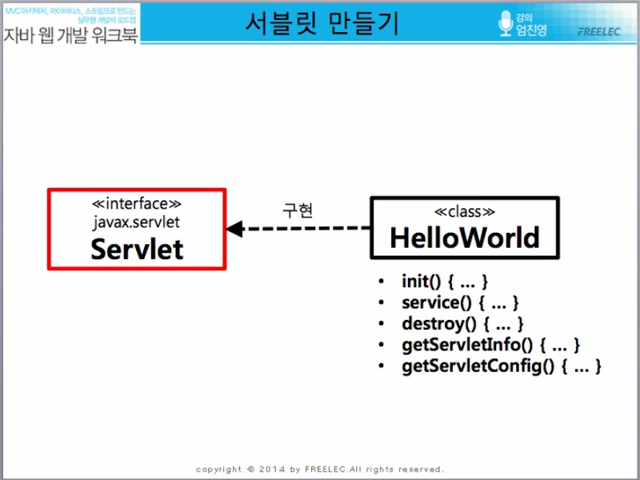 MVC 아키텍처, 마이바티스, 스프링으로 만드는
실무형 개발자 로드맵
자바 웹 개발 워크북
서블릿 만들기
강의
엄진영
FREELEC
≪interface≫
javax.servlet
Servlet
구현
≪class≫
HelloWorld
• init() { ... }
• service() { ... }
• destroy() { ... }
• getServletInfo() { ... }
• getServletConfig() { ... }
copyright ⓒ 2014 by FREELEC.All rights reserved.